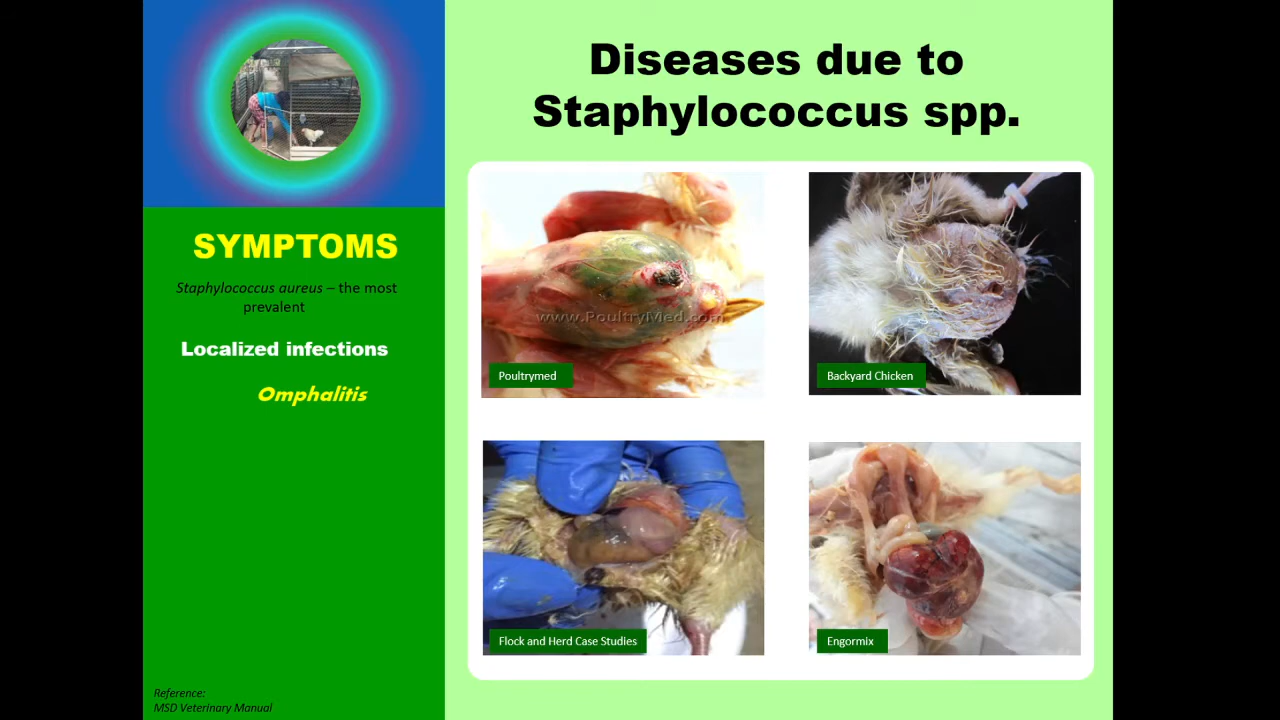 Diseases due to
Staphylococcus spp.
SYMPTOMS
Staphylococcus aureus – the most
prevalent
Localized infections
Omphalitis
www.PoultryMed.com
Poultrymed
Backyard Chicken
Flock and Herd Case Studies
Engormix
Reference:
MSD Veterinary Manual